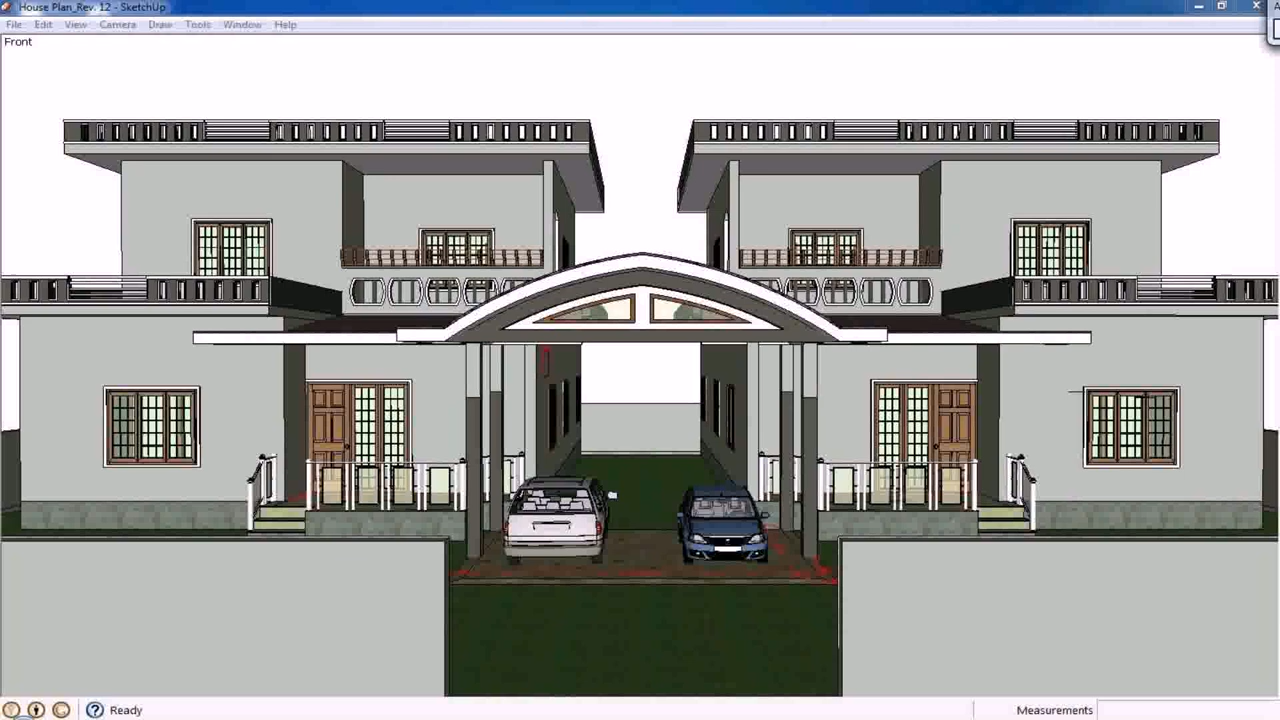 House Plan_Rev. 12 - SketchUp
File Edit View Camera Draw Tools Window Help
Front
Ready
Measurements